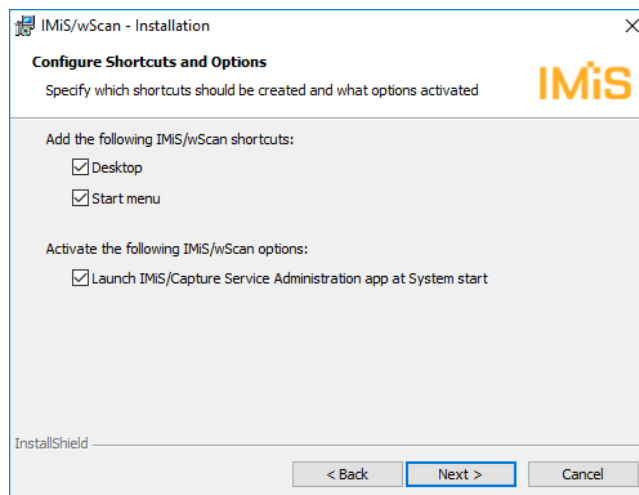 IMiS/wScan - Installation
Configure Shortcuts and Options
Specify which shortcuts should be created and what options activated
IMiS
Add the following IMiS/wScan shortcuts:
Desktop
Start menu
Activate the following IMiS/wScan options:
Launch IMiS/Capture Service Administration app at System start
InstallShield
< Back Next > Cancel